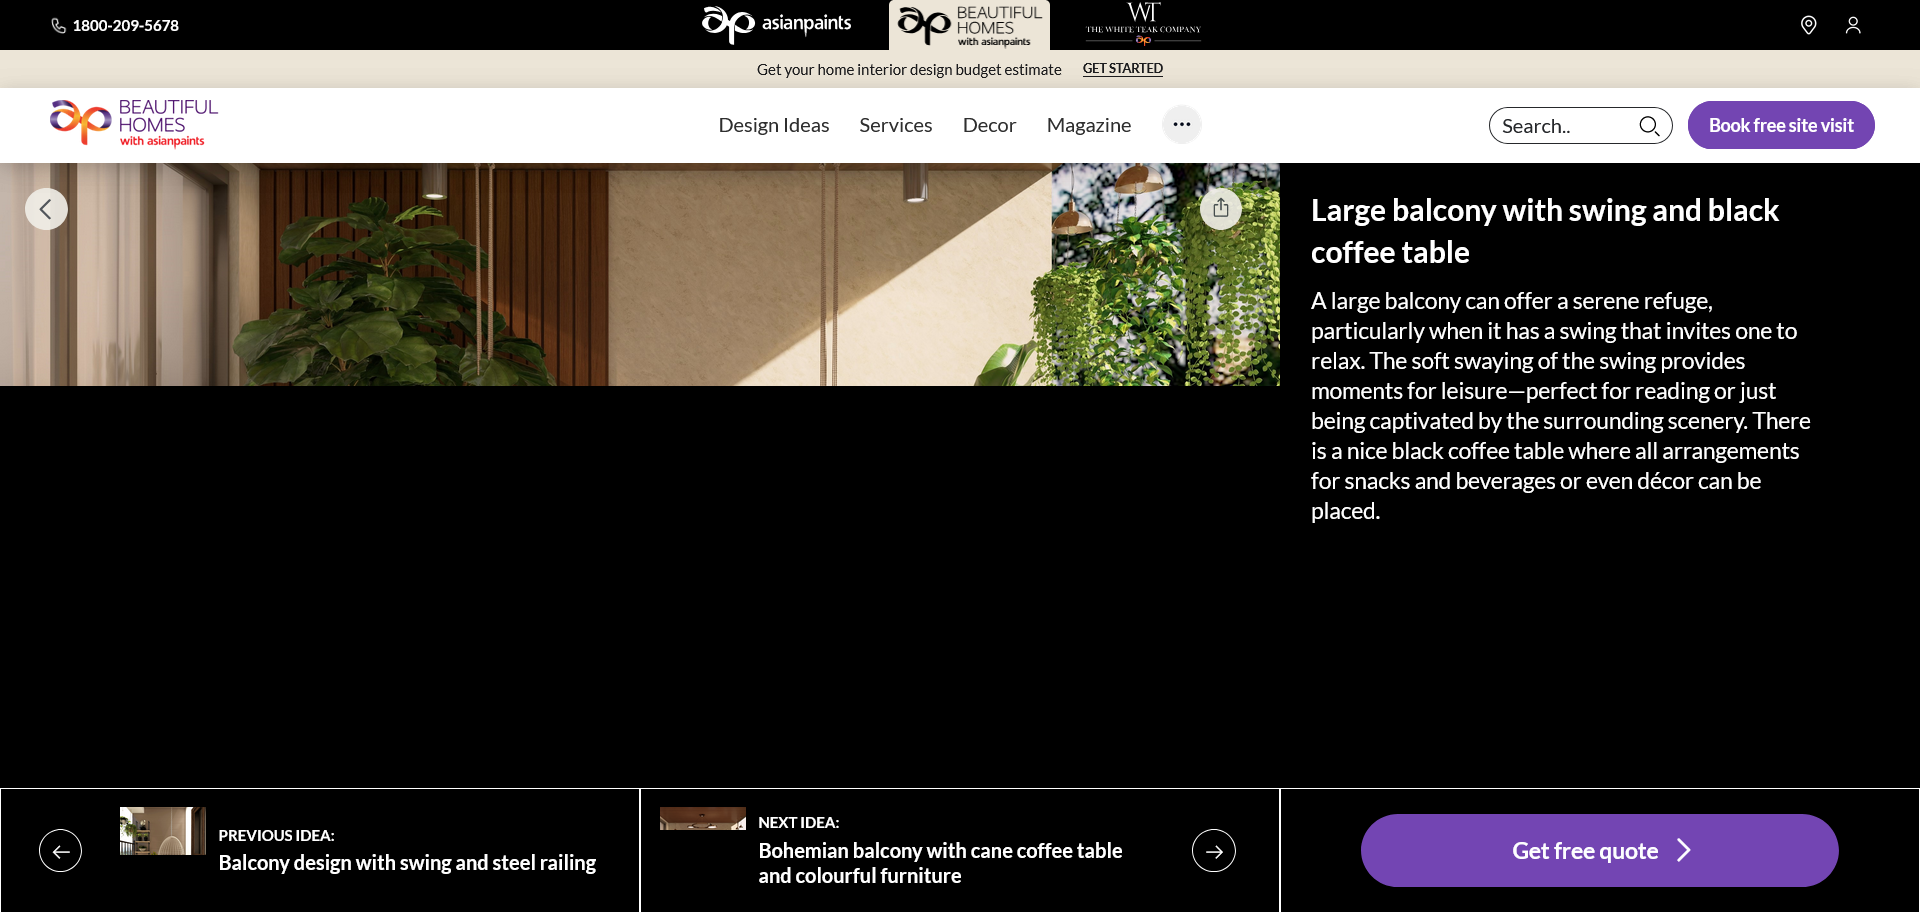 1800-209-5678
asianpaints
BEAUTIFUL
HOMES
with asianpaints
WT
THE WHITE TEAK COMPANY
Get your home interior design budget estimate GET STARTED
BEAUTIFUL
HOMES
with asianpaints
Design Ideas Services Decor Magazine
Search..
Book free site visit
Large balcony with swing and black
coffee table
A large balcony can offer a serene refuge,
particularly when it has a swing that invites one to
relax. The soft swaying of the swing provides
moments for leisure—perfect for reading or just
being captivated by the surrounding scenery. There
is a nice black coffee table where all arrangements
for snacks and beverages or even décor can be
placed.
PREVIOUS IDEA:
Balcony design with swing and steel railing
NEXT IDEA:
Bohemian balcony with cane coffee table
and colourful furniture
Get free quote